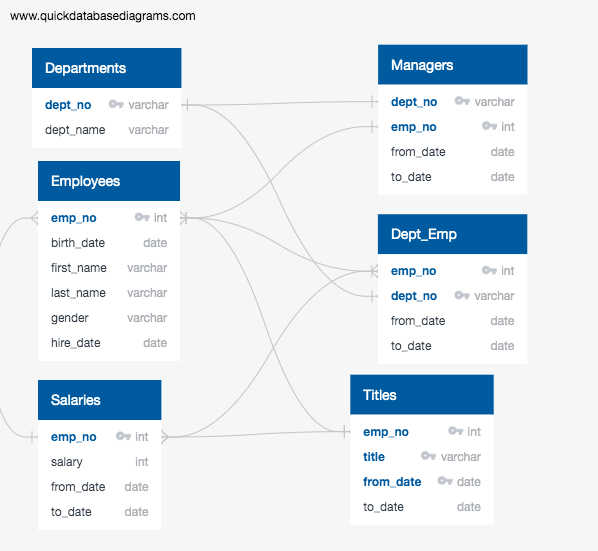 www.quickdatabasediagrams.com
Departments
dept_no varchar
dept_name varchar
Employees
emp_no int
birth_date date
first_name varchar
last_name varchar
gender varchar
hire_date date
Salaries
emp_no int
salary int
from_date date
to_date date
Managers
dept_no varchar
emp_no int
from_date date
to_date date
Dept_Emp
emp_no int
dept_no varchar
from_date date
to_date date
Titles
emp_no int
title varchar
from_date date
to_date date